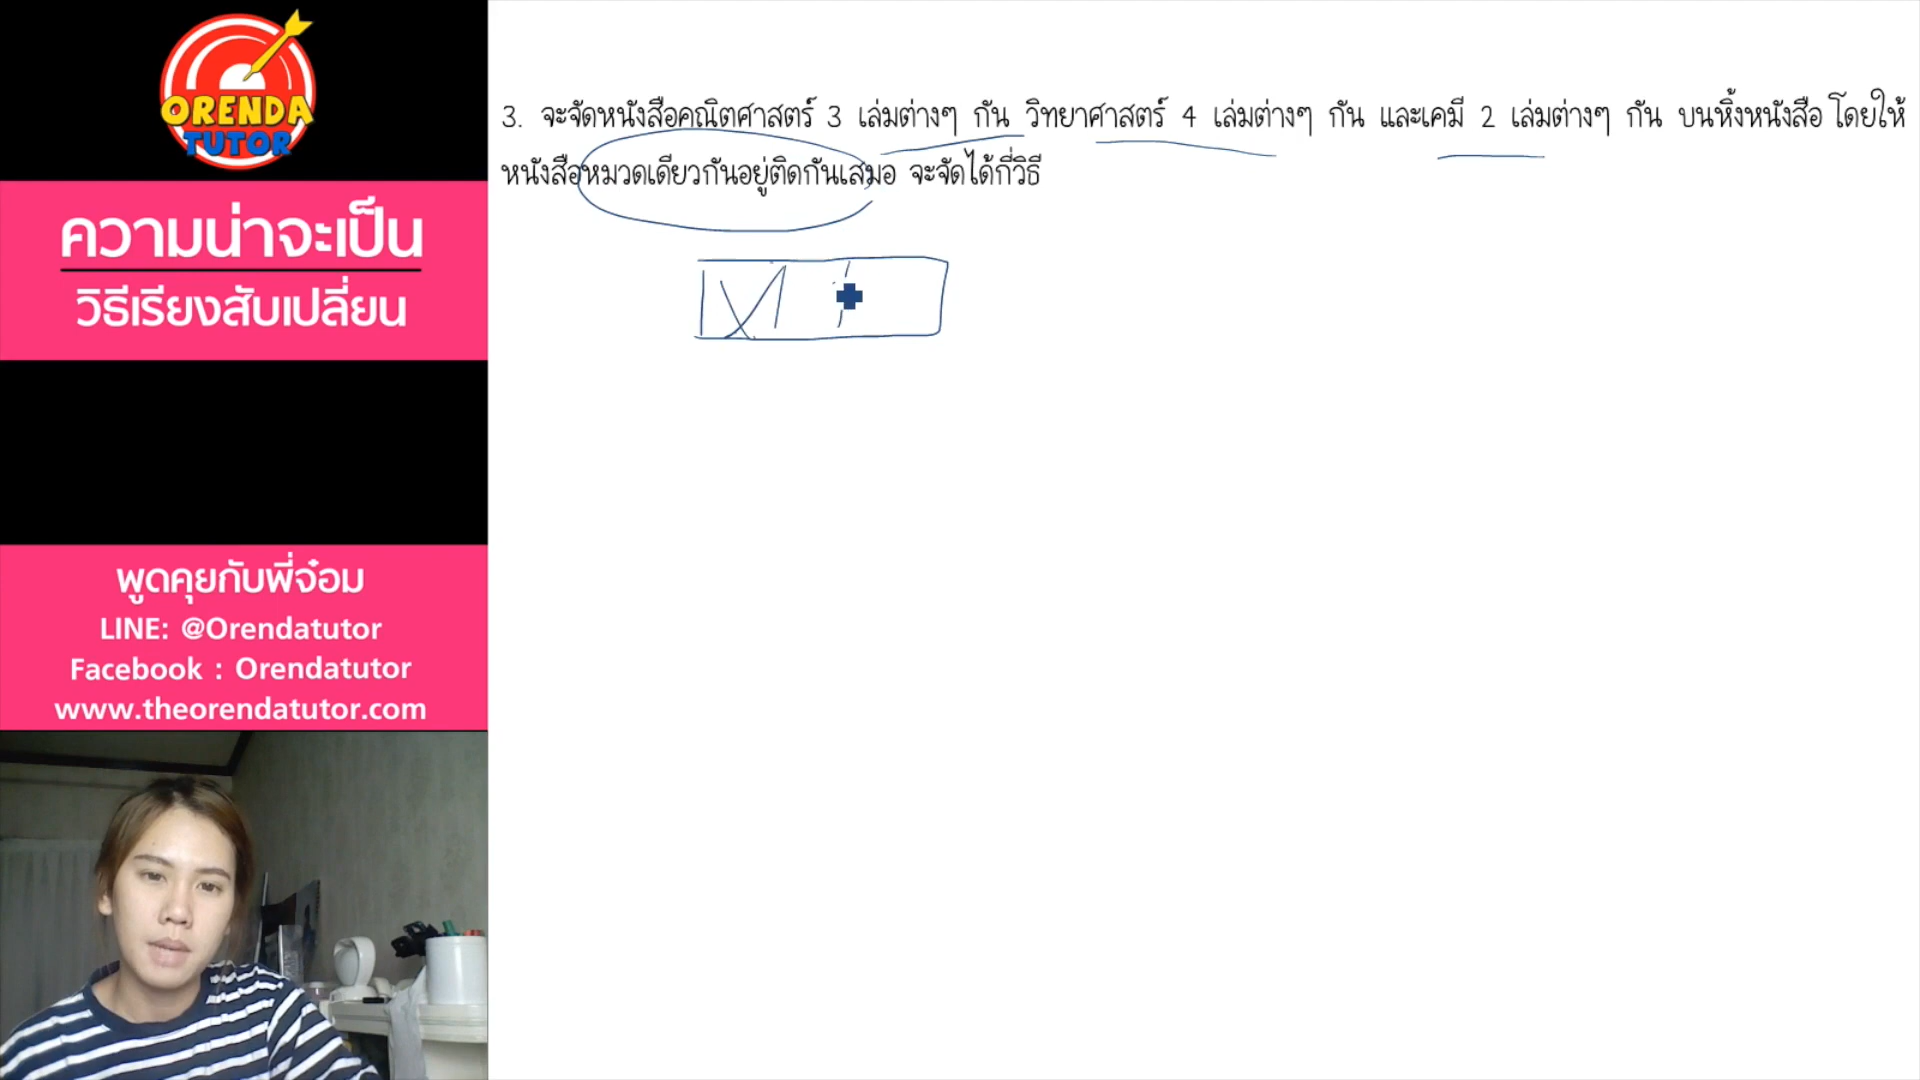 ORENDA
TUTOR
ความน่าจะเป็น
วิธีเรียงสับเปลี่ยน
พูดคุยกับพี่จ๋อม
LINE: @Orendatutor
Facebook : Orendatutor
www.theorendatutor.com
3. จะจัดหนังสือคณิตศาสตร์ 3 เล่มต่างๆ กัน วิทยาศาสตร์ 4 เล่มต่างๆ กัน และเคมี 2 เล่มต่างๆ กัน บนหิ้งหนังสือ โดยให้
หนังสือหมวดเดียวกันอยู่ติดกันเสมอ จะจัดได้กี่วิธี